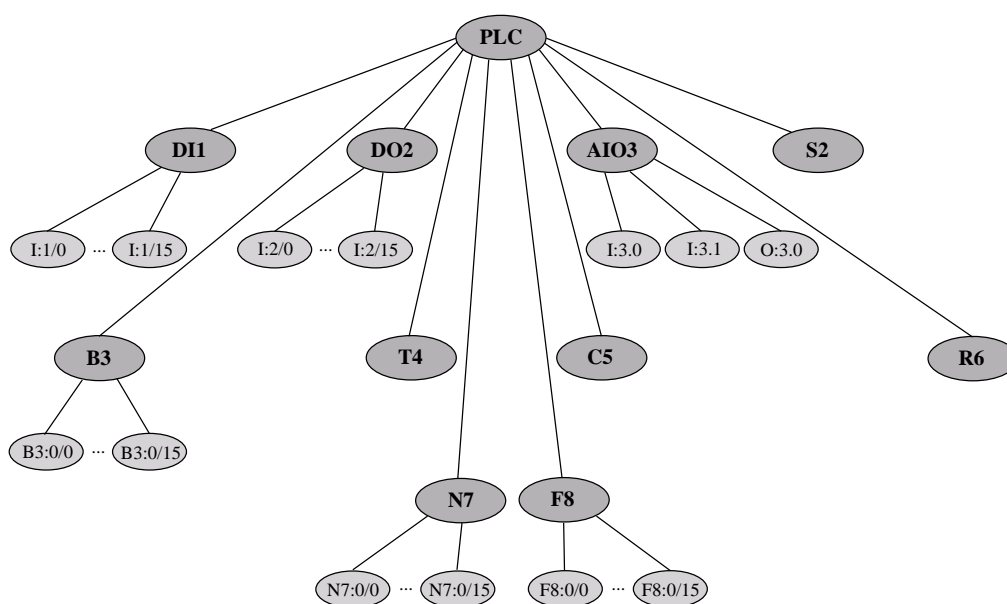 PLC
DI1
DO2
AIO3
S2
I:1/0 ... I:1/15
I:2/0 ... I:2/15
I:3.0
I:3.1
O:3.0
B3
T4
C5
R6
B3:0/0 ... B3:0/15
N7
F8
N7:0/0 ... N7:0/15
F8:0/0 ... F8:0/15